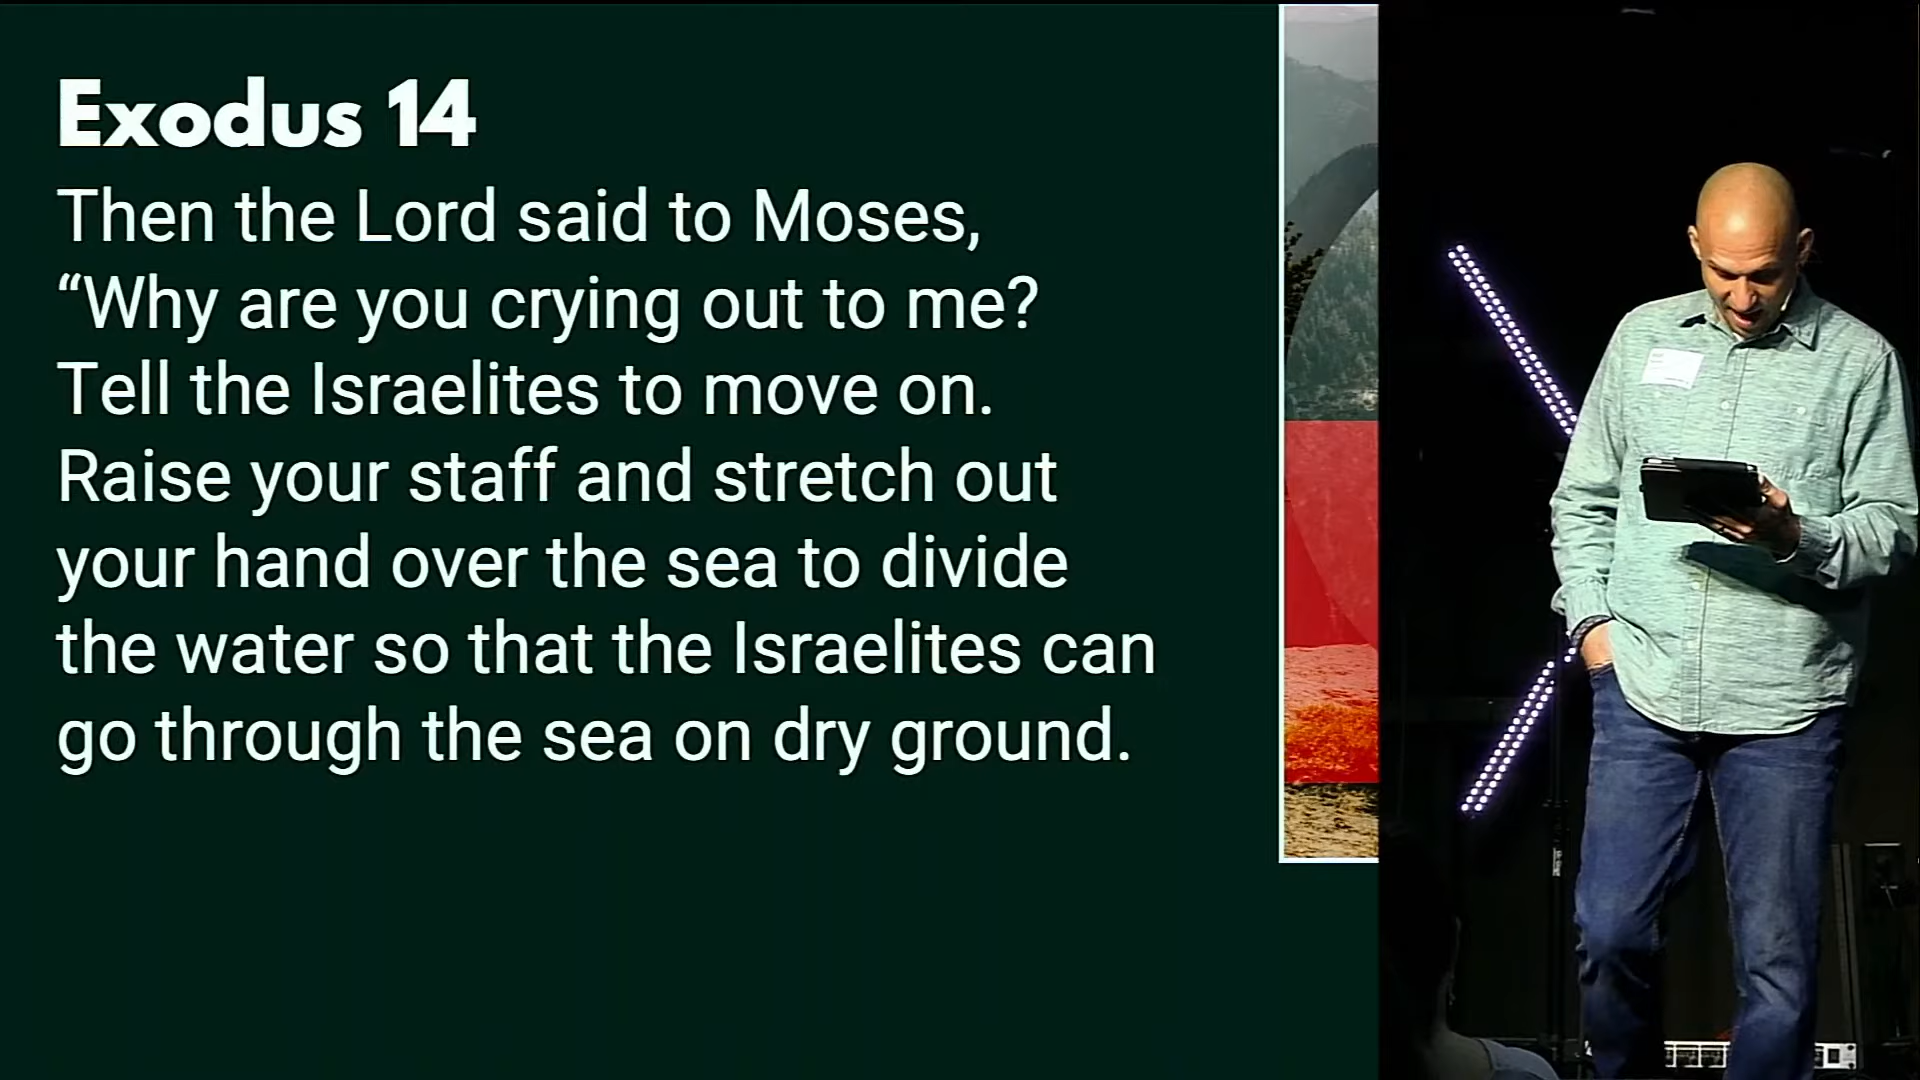 Exodus 14
Then the Lord said to Moses,
“Why are you crying out to me?
Tell the Israelites to move on.
Raise your staff and stretch out
your hand over the sea to divide
the water so that the Israelites can
go through the sea on dry ground.